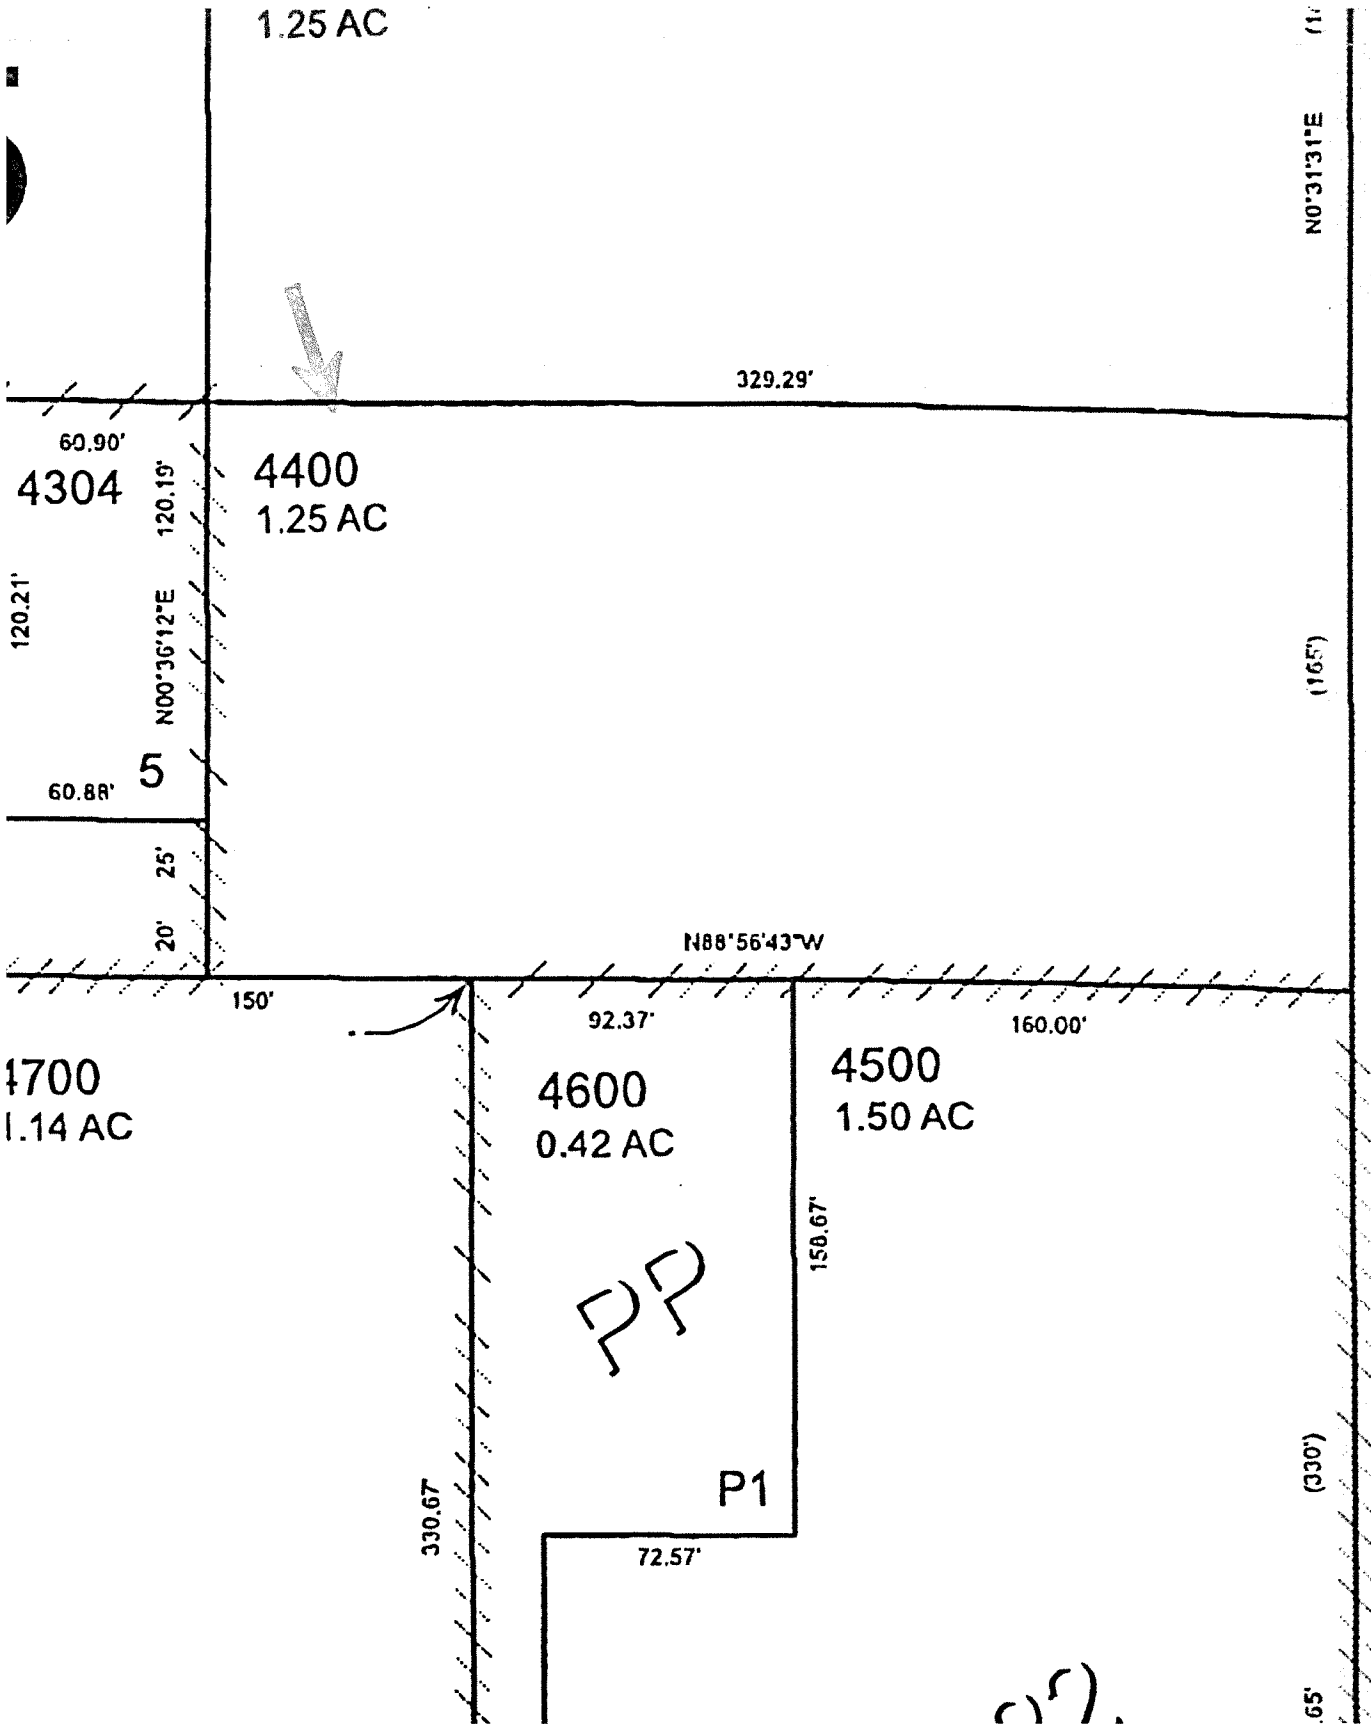 1.25 AC
N0°31'31"E
329.29'
60.90'
4304
120.19'
4400
1.25 AC
120.21'
N00°36'12"E
(165')
5
60.88'
25'
20'
N88°56'43"W
150'
92.37'
160.00'
4700
1.14 AC
4600
0.42 AC
4500
1.50 AC
158.67'
PP
P1
330.67'
(330')
72.57'
.65'